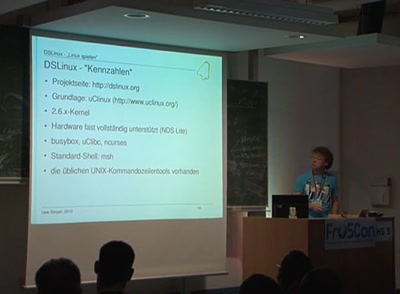 DSLinux - „Linux spielen"
DSLinux - "Kennzahlen"
• Projektseite: http://dslinux.org
• Grundlage: uClinux (http://www.uclinux.org/)
• 2.6.x-Kernel
• Hardware fast vollständig unterstützt (NDS Lite)
• busybox, uClibc, ncurses
• Standard-Shell: msh
• die üblichen UNIX-Kommandozeilentools vorhanden
Uwe Berger, 2010
FrOSCon